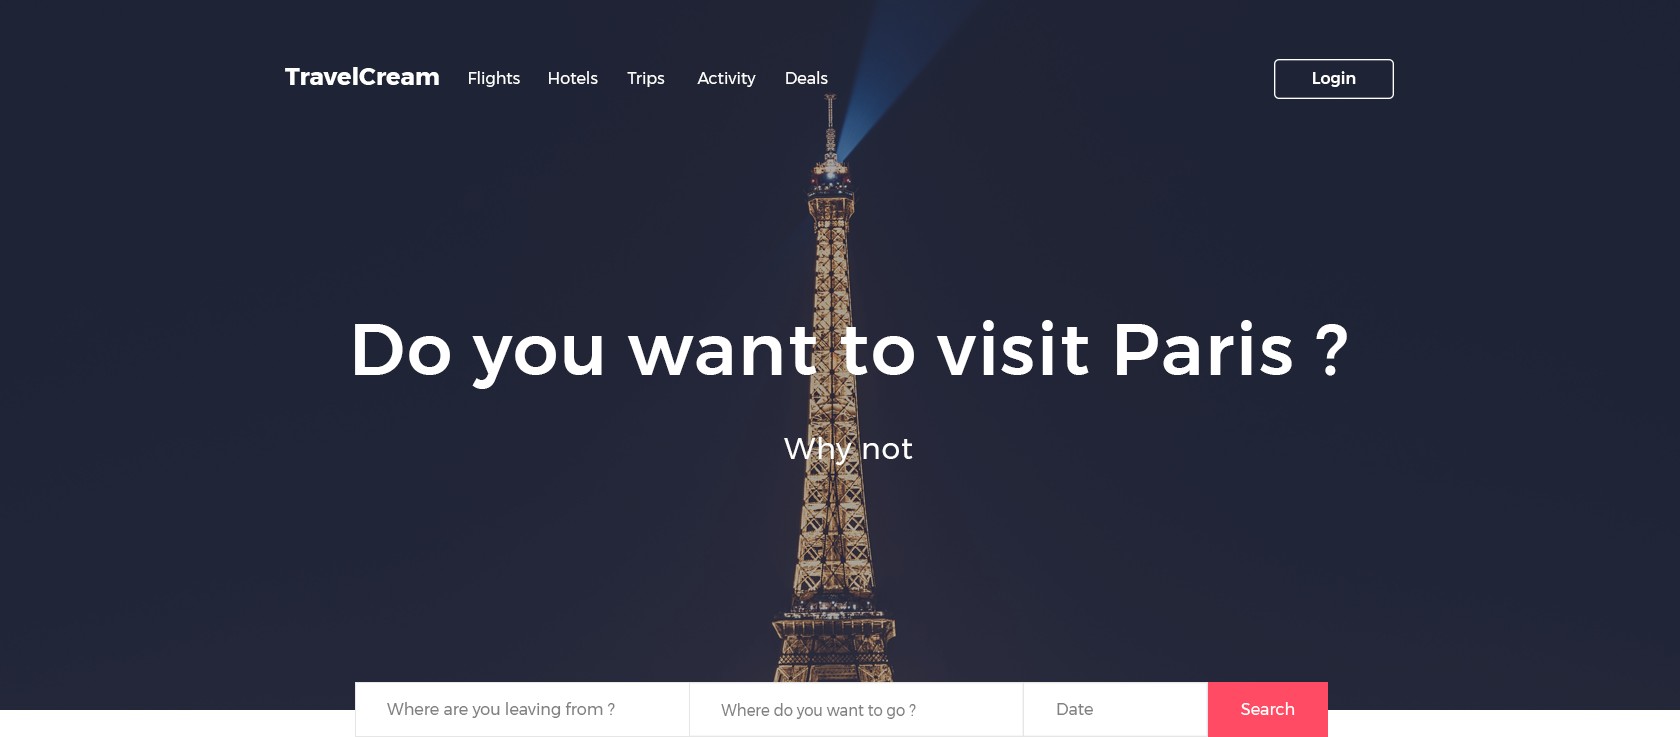 TravelCream Flights Hotels Trips Activity Deals Login
Do you want to visit Paris ?
Why not
Where are you leaving from ? Where do you want to go ? Date Search